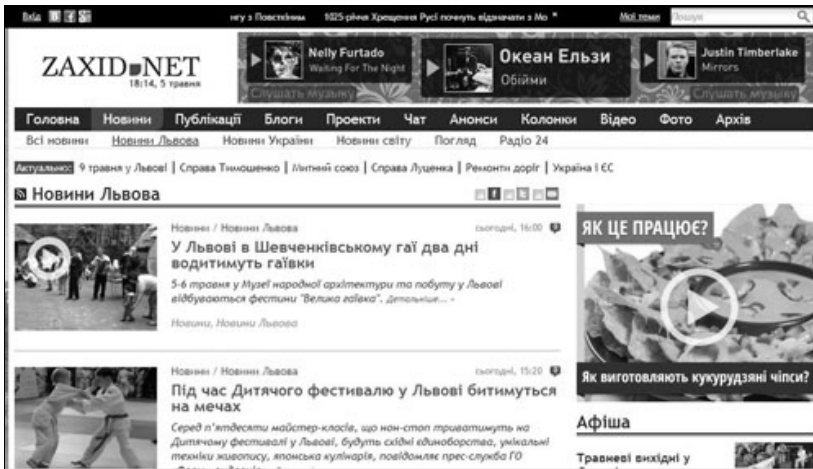 Вхід
нгу з Повєткіним 1025-річчя Хрещення Русі почнуть відзначати з Мо
Мої теми Пошук
ZAXID.NET
18:14, 5 травня
Nelly Furtado
Waiting For The Night
Океан Ельзи
Обійми
Justin Timberlake
Mirrors
Слушать музыку
Слушать музыку
Головна Новини Публікації Блоги Проекти Чат Анонси Колонки Відео Фото Архів
Всі новини Новини Львова Новини України Новини світу Погляд Радіо 24
Актуально: 9 травня у Львові | Справа Тимошенко | Митний союз | Справа Луценка | Ремонти доріг | Україна і ЄС
Новини Львова
Новини / Новини Львова сьогодні, 16:00
У Львові в Шевченківському гаї два дні
водитимуть гаївки
5-6 травня у Музеї народної архітектури та побуту у Львові
відбуваються фестини "Велика гаївка". Детальніше... »
Новини, Новини Львова
Новини / Новини Львова сьогодні, 15:20
Під час Дитячого фестивалю у Львові битимуться
на мечах
Серед п'ятдесяти майстер-класів, що нон-стоп триватимуть на
Дитячому фестивалі у Львові, будуть східні єдиноборства, унікальні
техніки живопису, японська кулінарія, повідомляє прес-служба ГО
ЯК ЦЕ ПРАЦЮЄ?
Як виготовляють кукурудзяні чіпси?
Афіша
Травневі вихідні у